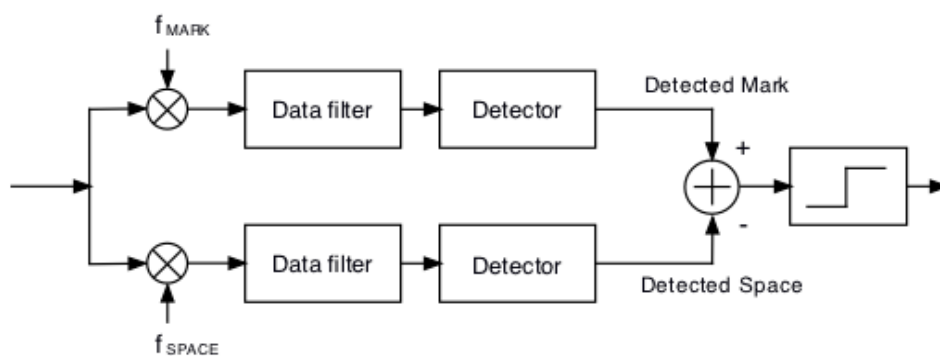 fMARK
Data filter
Detector
Detected Mark
+
-
Data filter
Detector
Detected Space
fSPACE